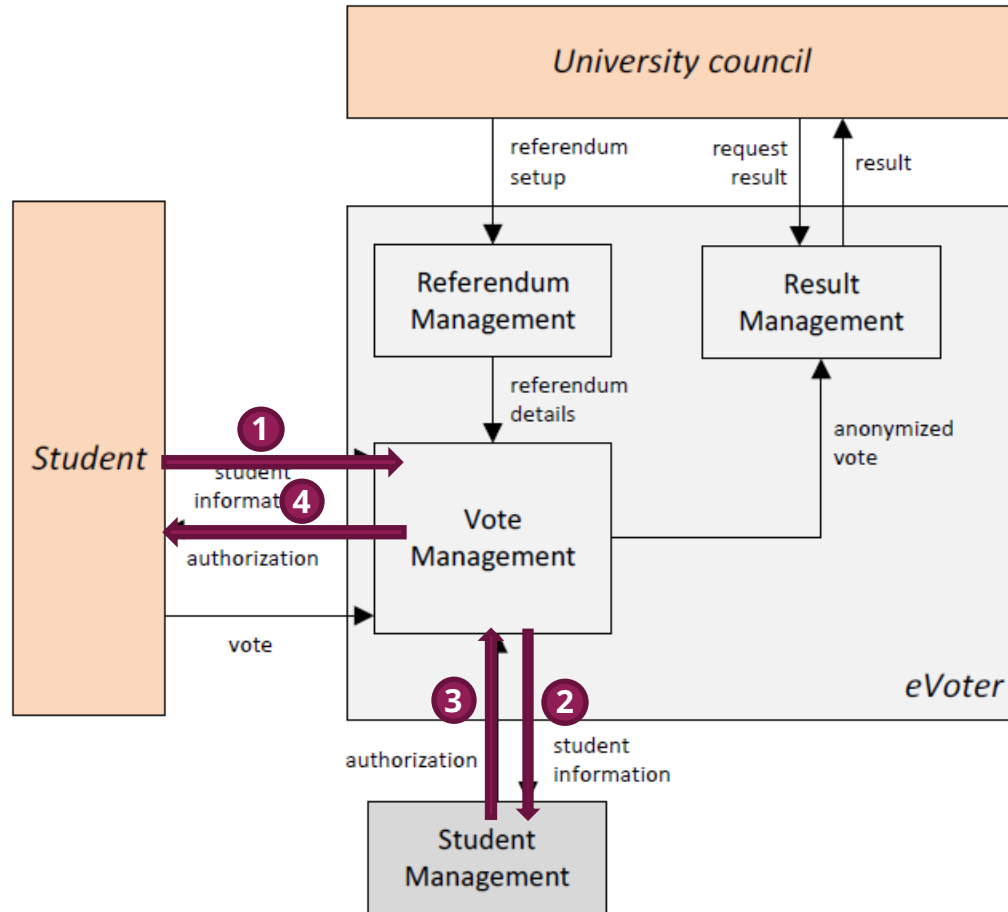 University council
referendum
setup
request
result
result
Referendum
Management
Result
Management
referendum
details
anonymized
vote
Student
1
student
4
authorization
vote
Vote
Management
eVoter
3
2
authorization
student
information
Student
Management